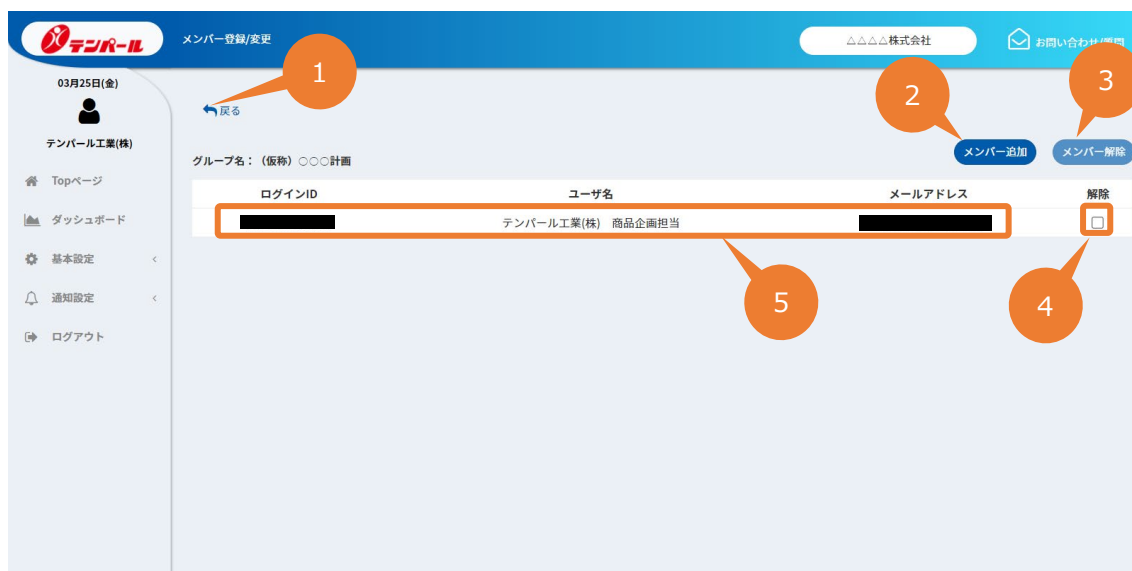 テンパール
メンバー登録/変更
△△△△株式会社
お問い合わせ/質問
03月25日(金)
テンパール工業(株)
Topページ
ダッシュボード
基本設定 <
通知設定 <
ログアウト
1
2
3
戻る
メンバー追加
メンバー解除
グループ名：（仮称）○○○計画
ログインID ユーザ名 メールアドレス 解除
テンパール工業(株) 商品企画担当
5
4